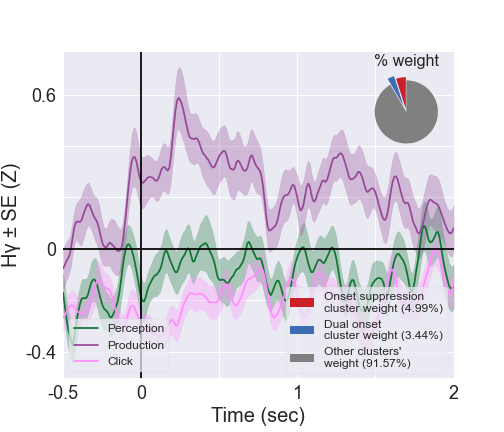 % weight
0.6
0
-0.4
Hγ ± SE (Z)
Perception
Production
Click
Onset suppression
cluster weight (4.99%)
Dual onset
cluster weight (3.44%)
Other clusters'
weight (91.57%)
-0.5
0
1
2
Time (sec)